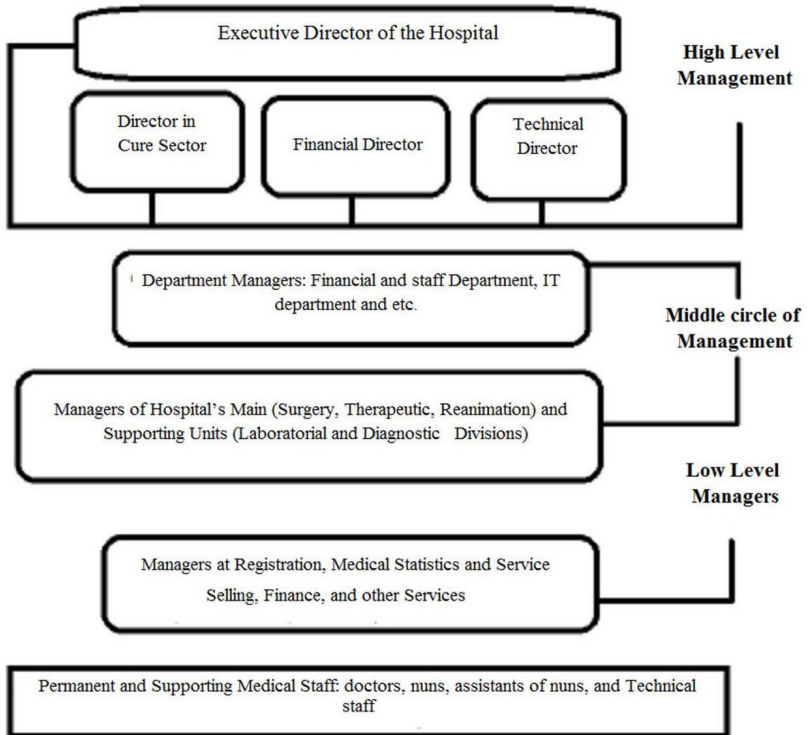 Executive Director of the Hospital
High Level
Management
Director in
Cure Sector
Financial Director
Technical
Director
Department Managers: Financial and staff Department, IT
department and etc.
Middle circle of
Management
Managers of Hospital's Main (Surgery, Therapeutic, Reanimation) and
Supporting Units (Laboratorial and Diagnostic Divisions)
Low Level
Managers
Managers at Registration, Medical Statistics and Service
Selling, Finance, and other Services
Permanent and Supporting Medical Staff: doctors, nuns, assistants of nuns, and Technical
staff